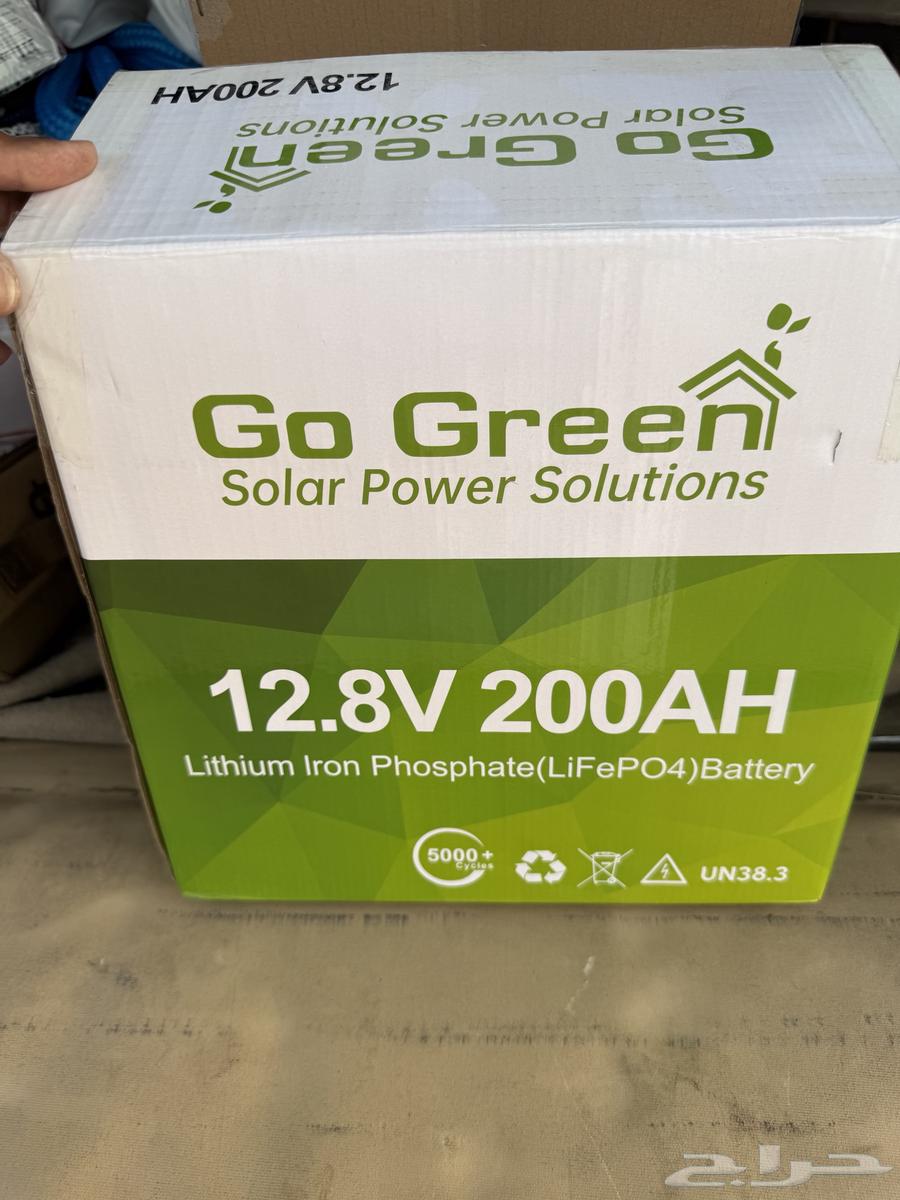 12.8V 200AH
Go Green
Solar Power Solutions
Go Green
Solar Power Solutions
12.8V 200AH
Lithium Iron Phosphate(LiFePO4)Battery
5000+
Cycles
UN38.3
حراج